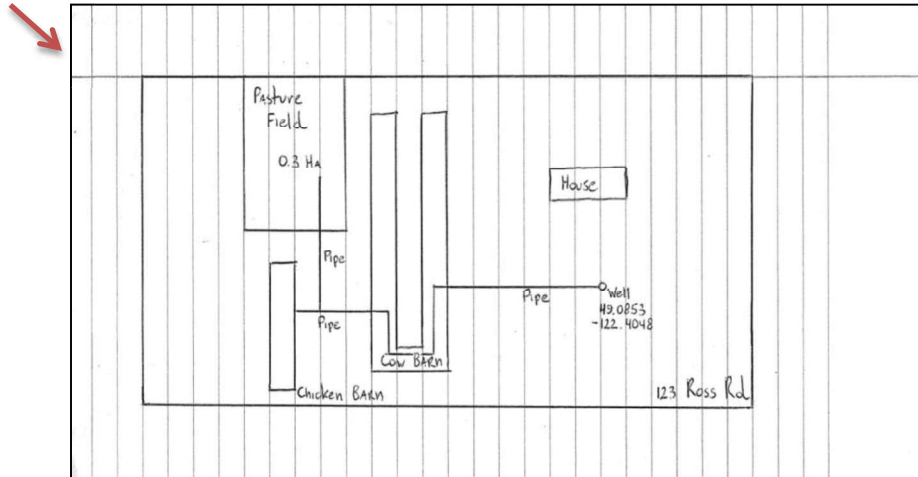 Pasture
Field
0.3 Ha
House
Pipe
Pipe
Well
49.0853
-122.4048
Pipe
Cow BARN
Chicken BARN
123 Ross Rd